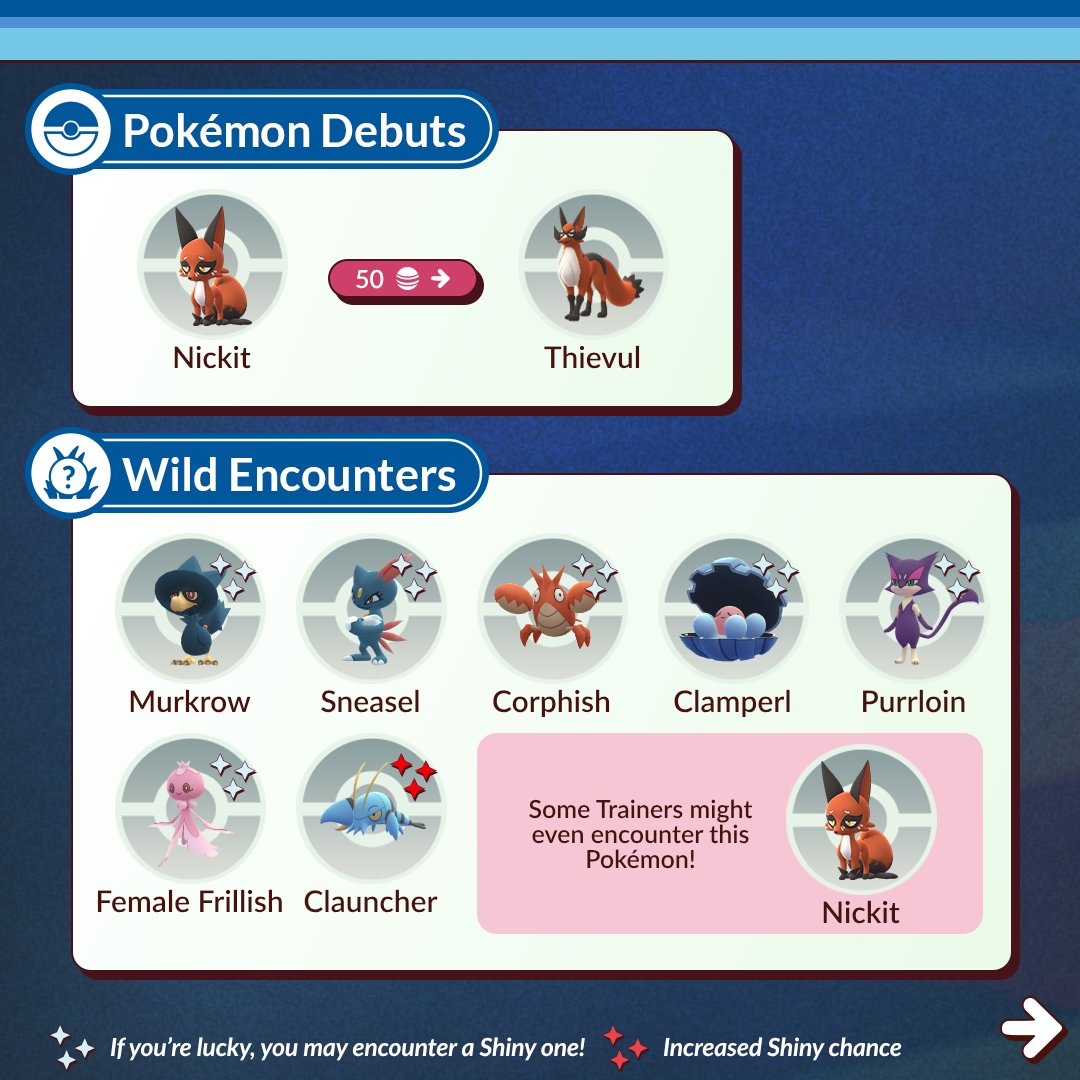 Pokémon Debuts
50
Nickit
Thievul
Wild Encounters
?
Murkrow
Sneasel
Corphish
Clamperl
Purrloin
Female Frillish
Clauncher
Some Trainers might
even encounter this
Pokémon!
Nickit
If you're lucky, you may encounter a Shiny one!
Increased Shiny chance